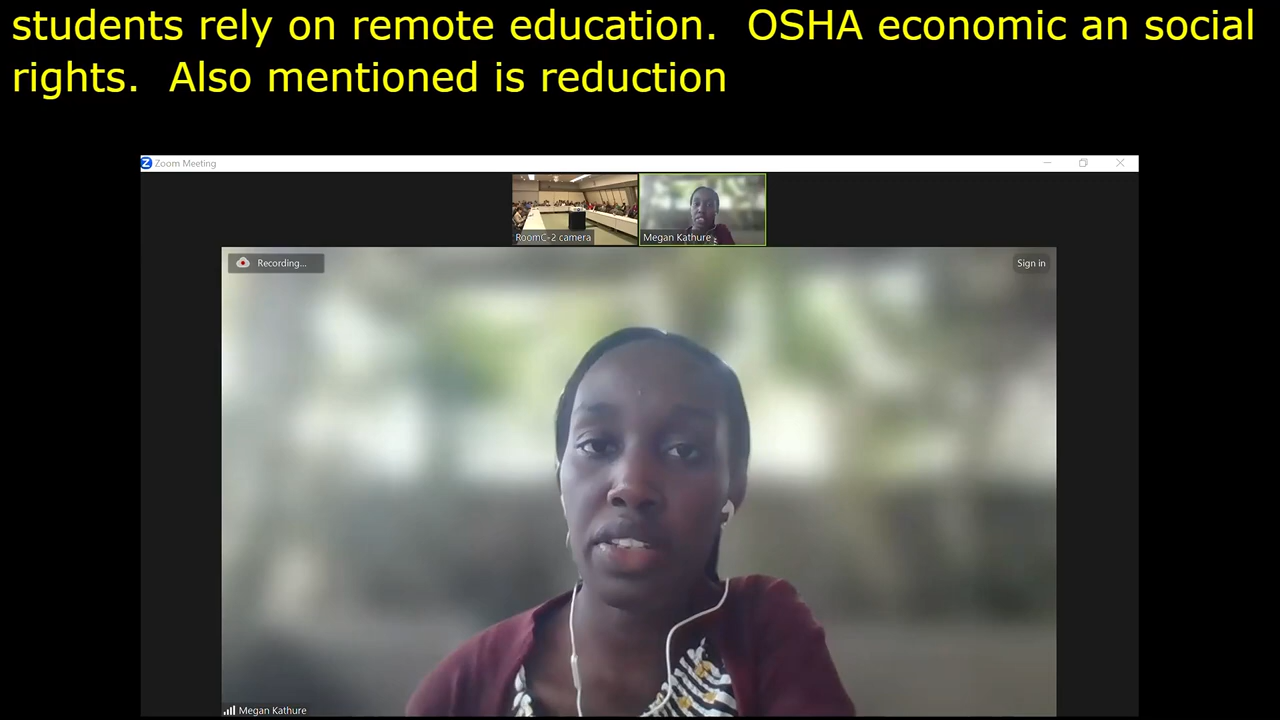 students rely on remote education.  OSHA economic an social
rights.  Also mentioned is reduction
Zoom Meeting
RoomC-2 camera
Megan Kathure
Recording...
Sign in
Megan Kathure